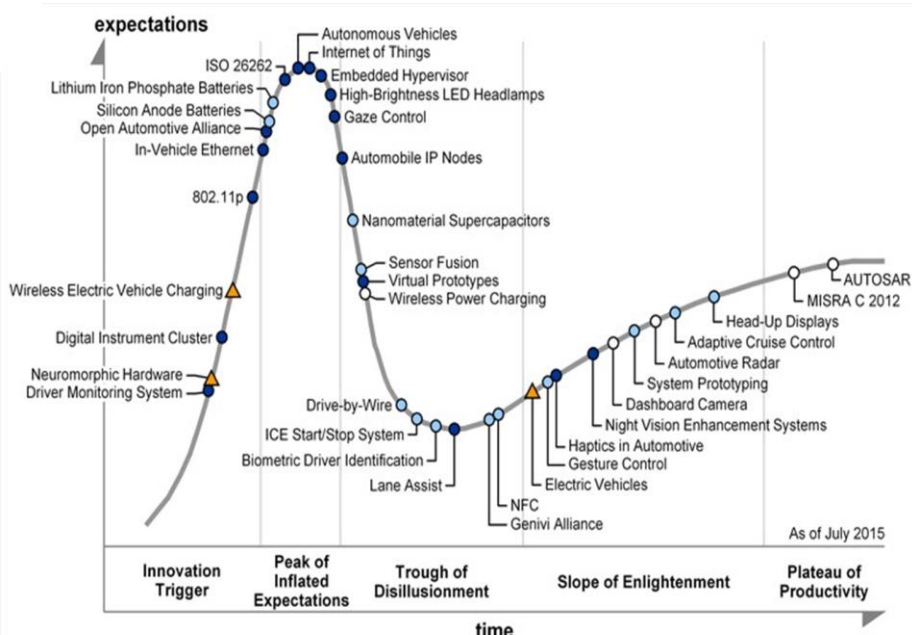 expectations
Autonomous Vehicles
Internet of Things
ISO 26262
Embedded Hypervisor
Lithium Iron Phosphate Batteries
High-Brightness LED Headlamps
Silicon Anode Batteries
Gaze Control
Open Automotive Alliance
In-Vehicle Ethernet
Automobile IP Nodes
802.11p
Nanomaterial Supercapacitors
Sensor Fusion
Virtual Prototypes
Wireless Power Charging
Wireless Electric Vehicle Charging
AUTOSAR
MISRA C 2012
Head-Up Displays
Digital Instrument Cluster
Adaptive Cruise Control
Automotive Radar
Neuromorphic Hardware
System Prototyping
Driver Monitoring System
Drive-by-Wire
Dashboard Camera
Night Vision Enhancement Systems
ICE Start/Stop System
Haptics in Automotive
Biometric Driver Identification
Gesture Control
Lane Assist
Electric Vehicles
NFC
Genivi Alliance
As of July 2015
Innovation
Trigger
Peak of
Inflated
Expectations
Trough of
Disillusionment
Slope of Enlightenment
Plateau of
Productivity
time